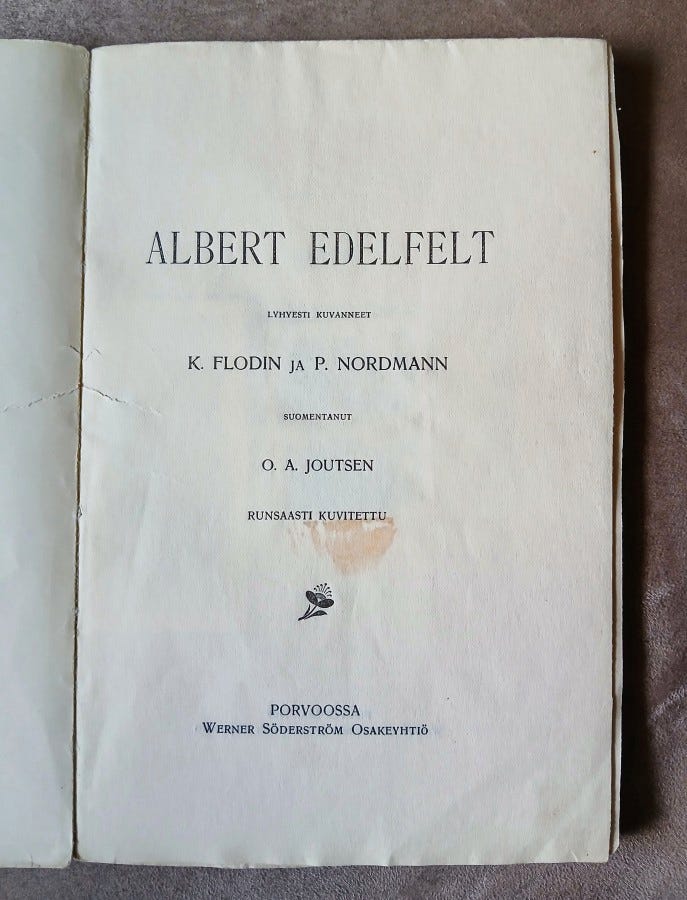 ALBERT EDELFELT
LYHYESTI KUVANNEET
K. FLODIN JA P. NORDMANN
SUOMENTANUT
O. A. JOUTSEN
RUNSAASTI KUVITETTU
PORVOOSSA
WERNER SÖDERSTRÖM OSAKEYHTIÖ